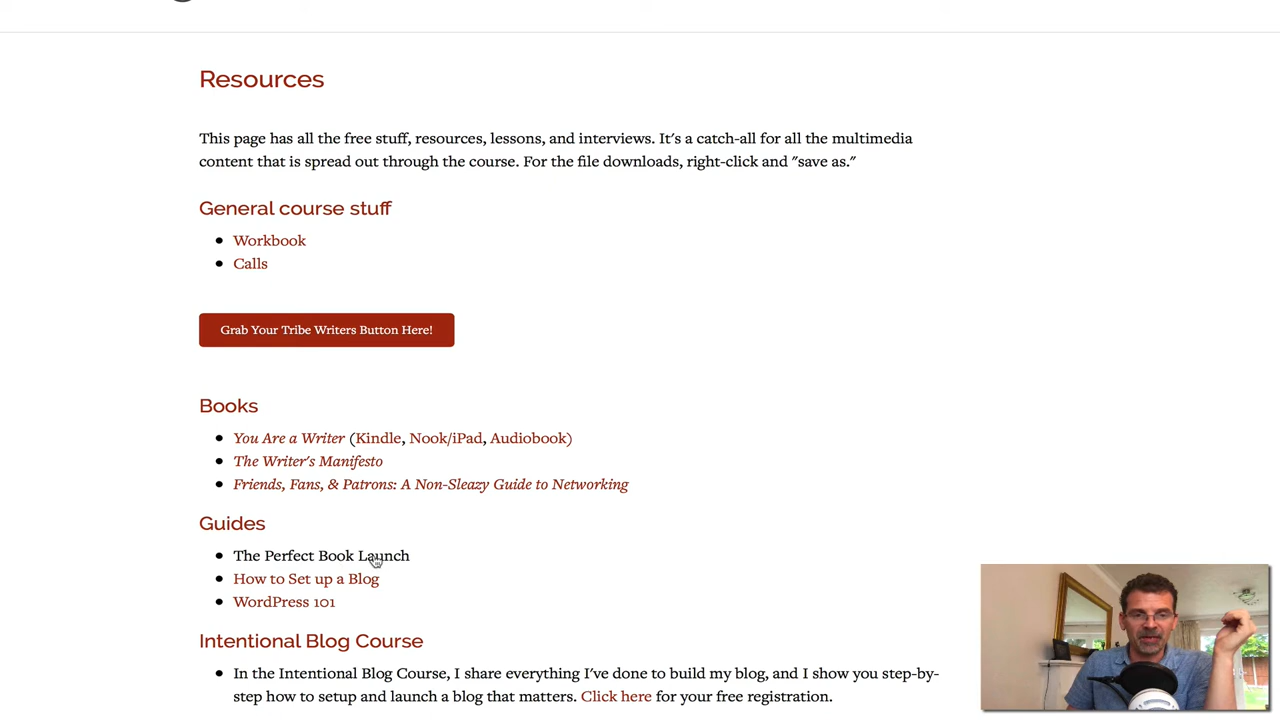 Resources
This page has all the free stuff, resources, lessons, and interviews. It's a catch-all for all the multimedia
content that is spread out through the course. For the file downloads, right-click and "save as."
General course stuff
Workbook
Calls
Grab Your Tribe Writers Button Here!
Books
You Are a Writer (Kindle, Nook/iPad, Audiobook)
The Writer's Manifesto
Friends, Fans, & Patrons: A Non-Sleazy Guide to Networking
Guides
The Perfect Book Launch
How to Set up a Blog
WordPress 101
Intentional Blog Course
In the Intentional Blog Course, I share everything I've done to build my blog, and I show you step-by-
step how to setup and launch a blog that matters. Click here for your free registration.